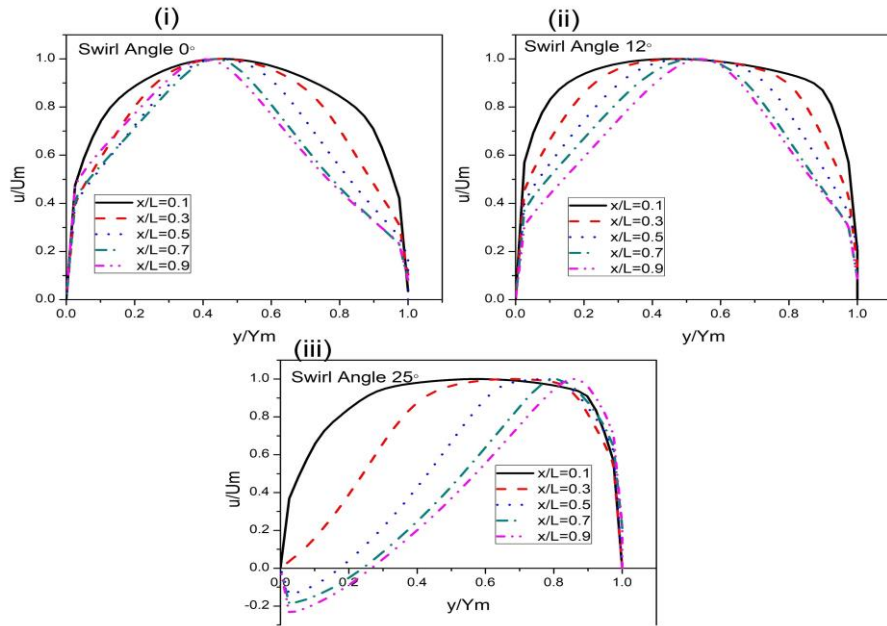 (i)
Swirl Angle 0°
1.0
0.8
0.6
0.4
0.2
0.0
u/Um
x/L=0.1
x/L=0.3
x/L=0.5
x/L=0.7
x/L=0.9
0.0 0.2 0.4 0.6 0.8 1.0
y/Ym
(ii)
Swirl Angle 12°
1.0
0.8
0.6
0.4
0.2
0.0
u/Um
x/L=0.1
x/L=0.3
x/L=0.5
x/L=0.7
x/L=0.9
0.0 0.2 0.4 0.6 0.8 1.0
y/Ym
(iii)
Swirl Angle 25°
1.0
0.8
0.6
0.4
0.2
0.0
-0.2
u/Um
x/L=0.1
x/L=0.3
x/L=0.5
x/L=0.7
x/L=0.9
0.0 0.2 0.4 0.6 0.8 1.0
y/Ym